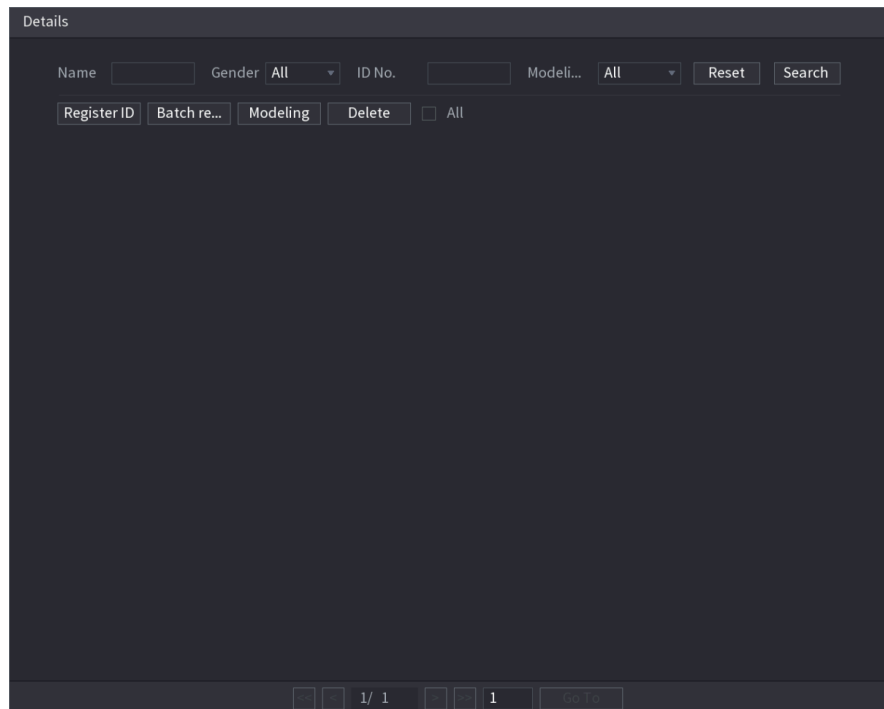 Details
Name Gender All ID No. Modeli... All Reset Search
Register ID Batch re... Modeling Delete All
<< < 1/ 1 > >> 1 Go To